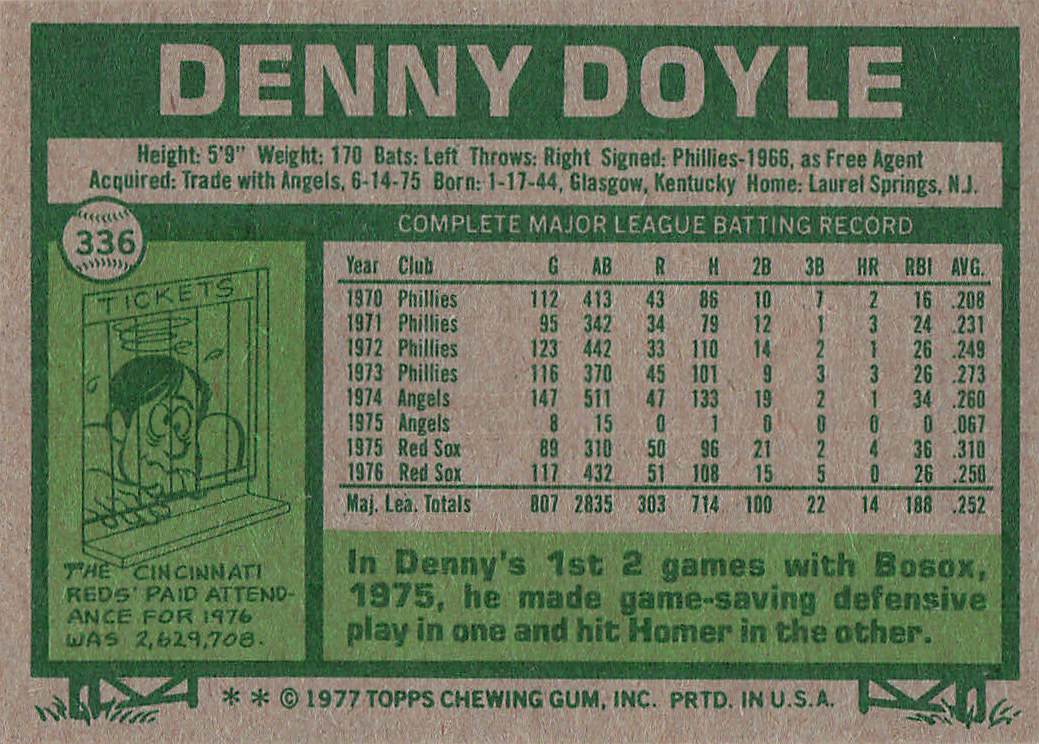 DENNY DOYLE
Height: 5'9" Weight: 170 Bats: Left Throws: Right Signed: Phillies-1966, as Free Agent
Acquired: Trade with Angels, 6-14-75 Born: 1-17-44, Glasgow, Kentucky Home: Laurel Springs, N.J.
336
COMPLETE MAJOR LEAGUE BATTING RECORD
Year Club G AB R H 2B 3B HR RBI AVG.
1970 Phillies 112 413 43 86 10 7 2 16 .208
1971 Phillies 95 342 34 79 12 1 3 24 .231
1972 Phillies 123 442 33 110 14 2 1 26 .249
1973 Phillies 116 370 45 101 9 3 3 26 .273
1974 Angels 147 511 47 133 19 2 1 34 .260
1975 Angels 8 15 0 1 0 0 0 0 .067
1975 Red Sox 89 310 50 96 21 2 4 36 .310
1976 Red Sox 117 432 51 108 15 5 0 26 .250
Maj. Lea. Totals 807 2835 303 714 100 22 14 188 .252
TICKETS
THE CINCINNATI
REDS' PAID ATTEND-
ANCE FOR 1976
WAS 2,629,708.
In Denny's 1st 2 games with Bosox,
1975, he made game-saving defensive
play in one and hit Homer in the other.
* * © 1977 TOPPS CHEWING GUM, INC. PRTD. IN U.S.A.